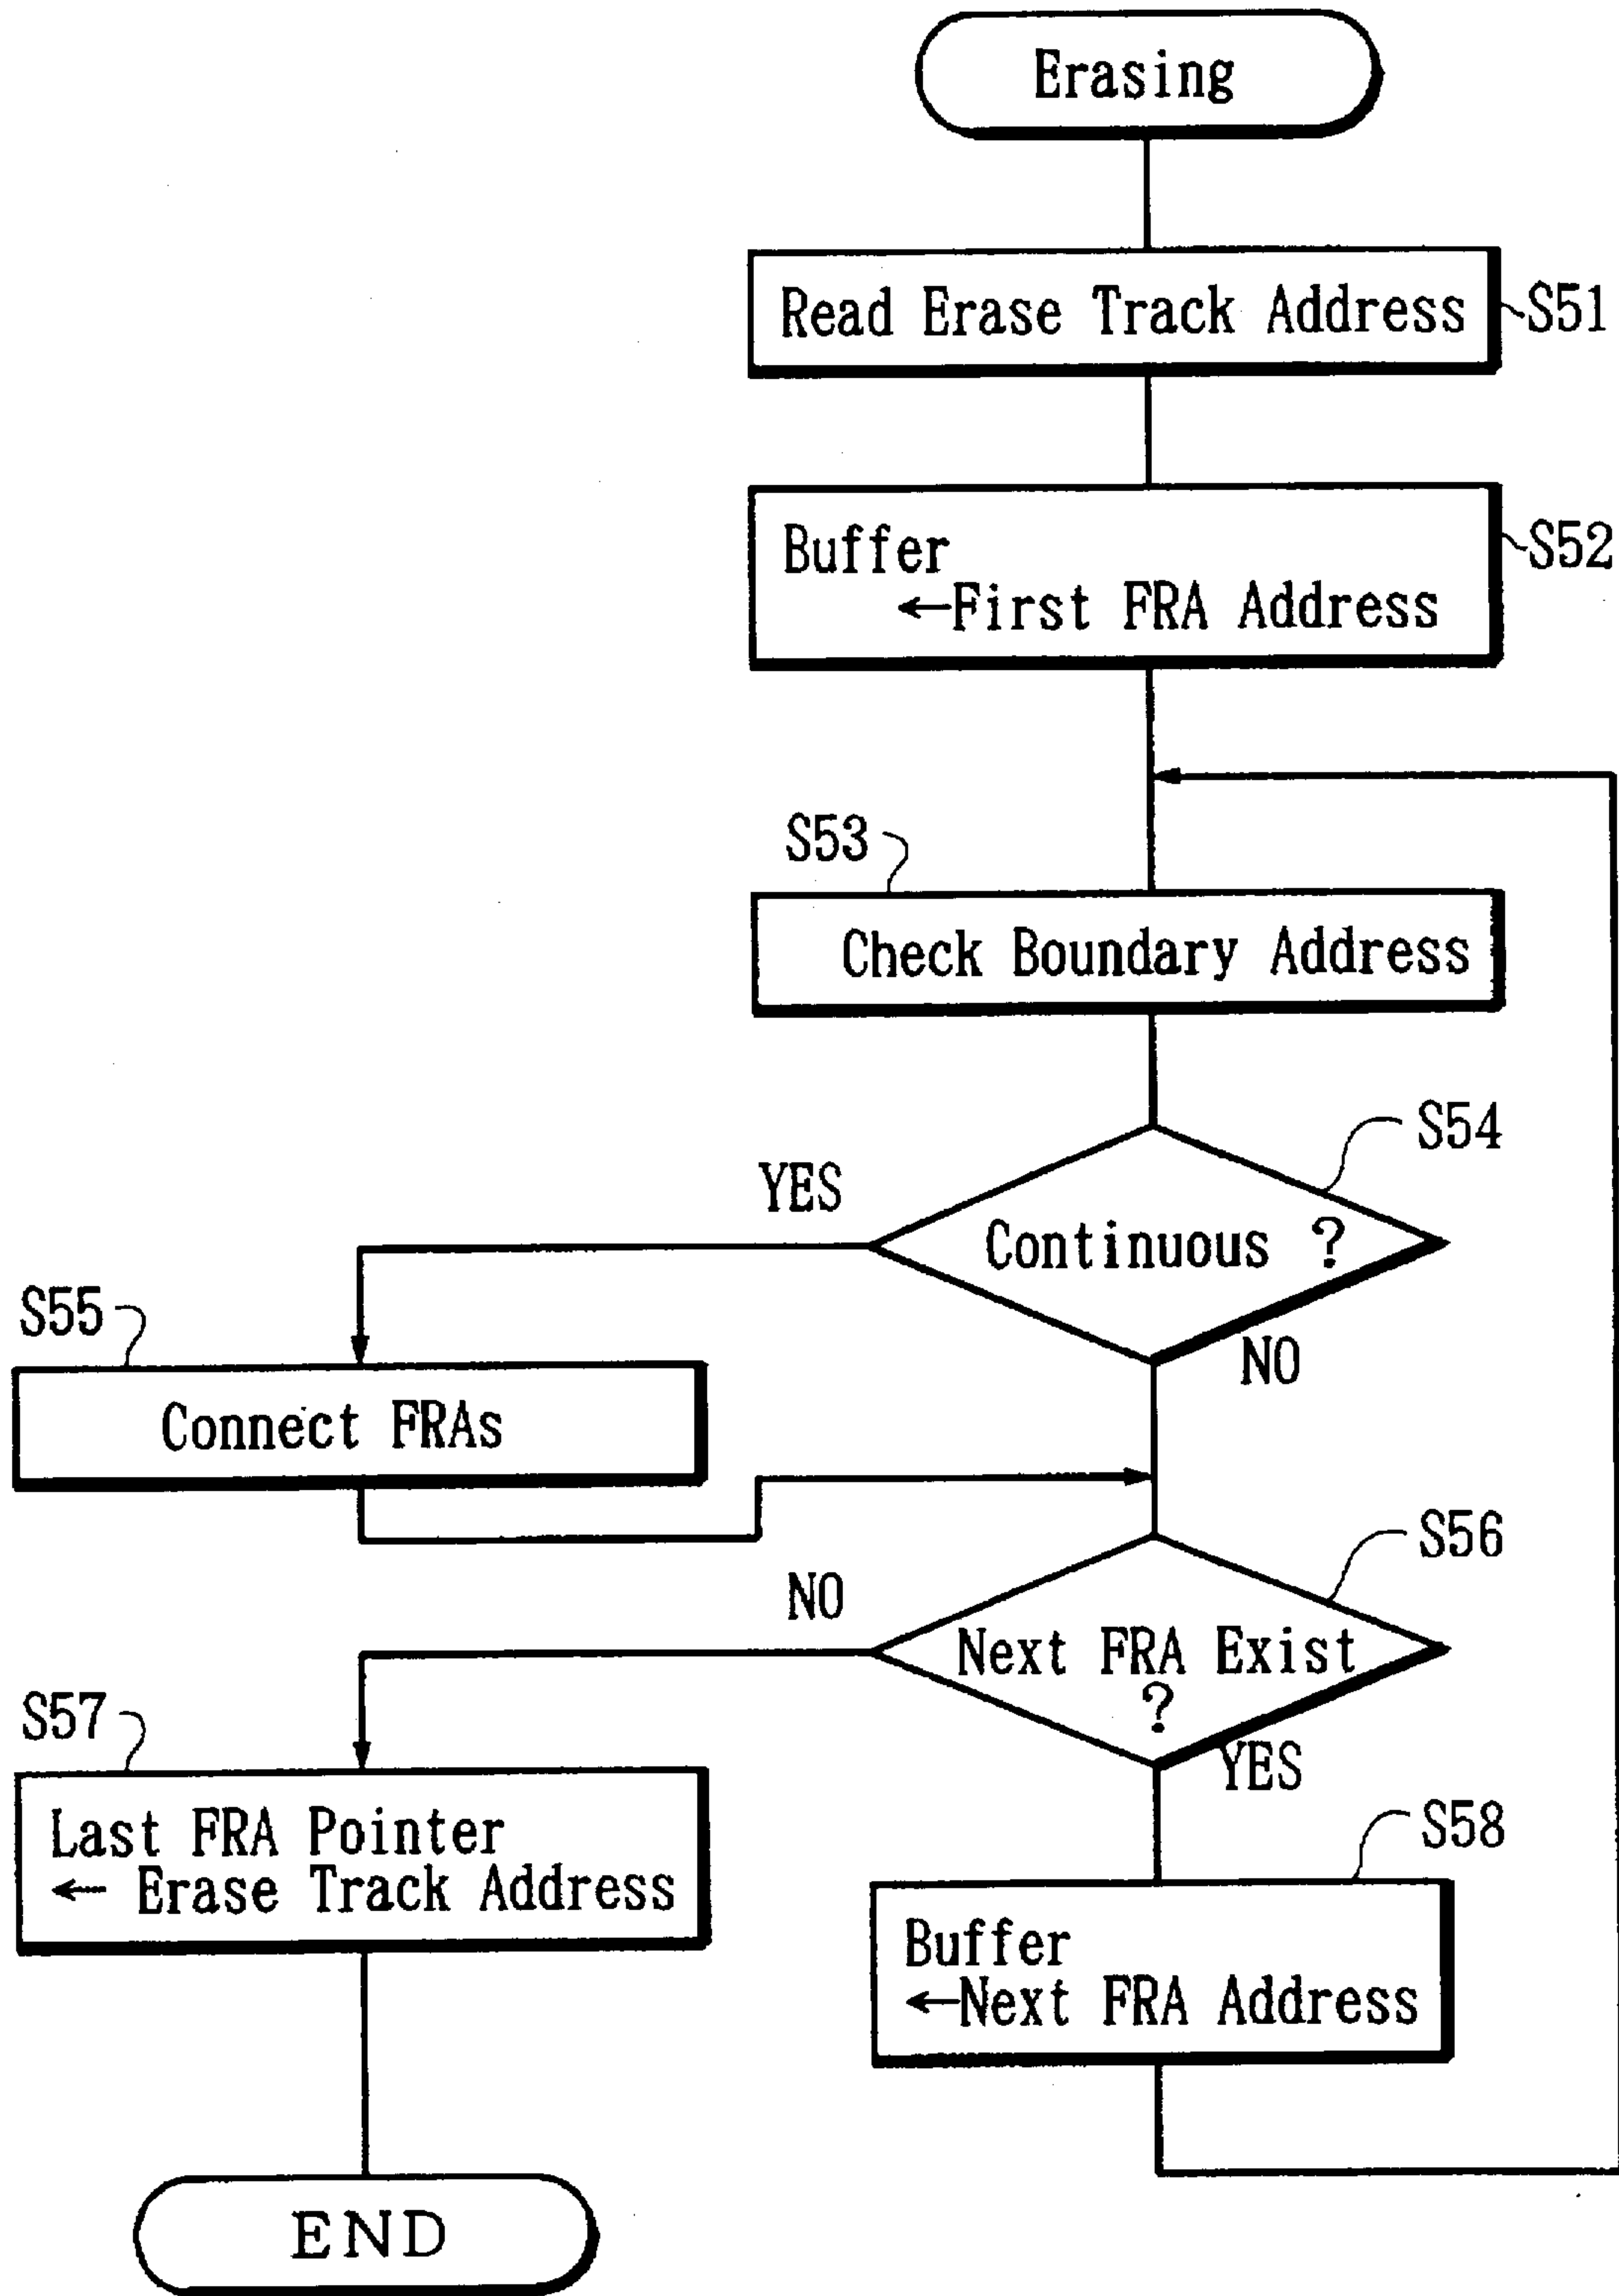 Erasing
Read Erase Track Address
S51
Buffer
←First FRA Address
S52
S53
Check Boundary Address
S54
YES
Continuous ?
NO
S55
Connect FRAs
S56
NO
Next FRA Exist
?
YES
S57
Last FRA Pointer
← Erase Track Address
S58
Buffer
←Next FRA Address
END